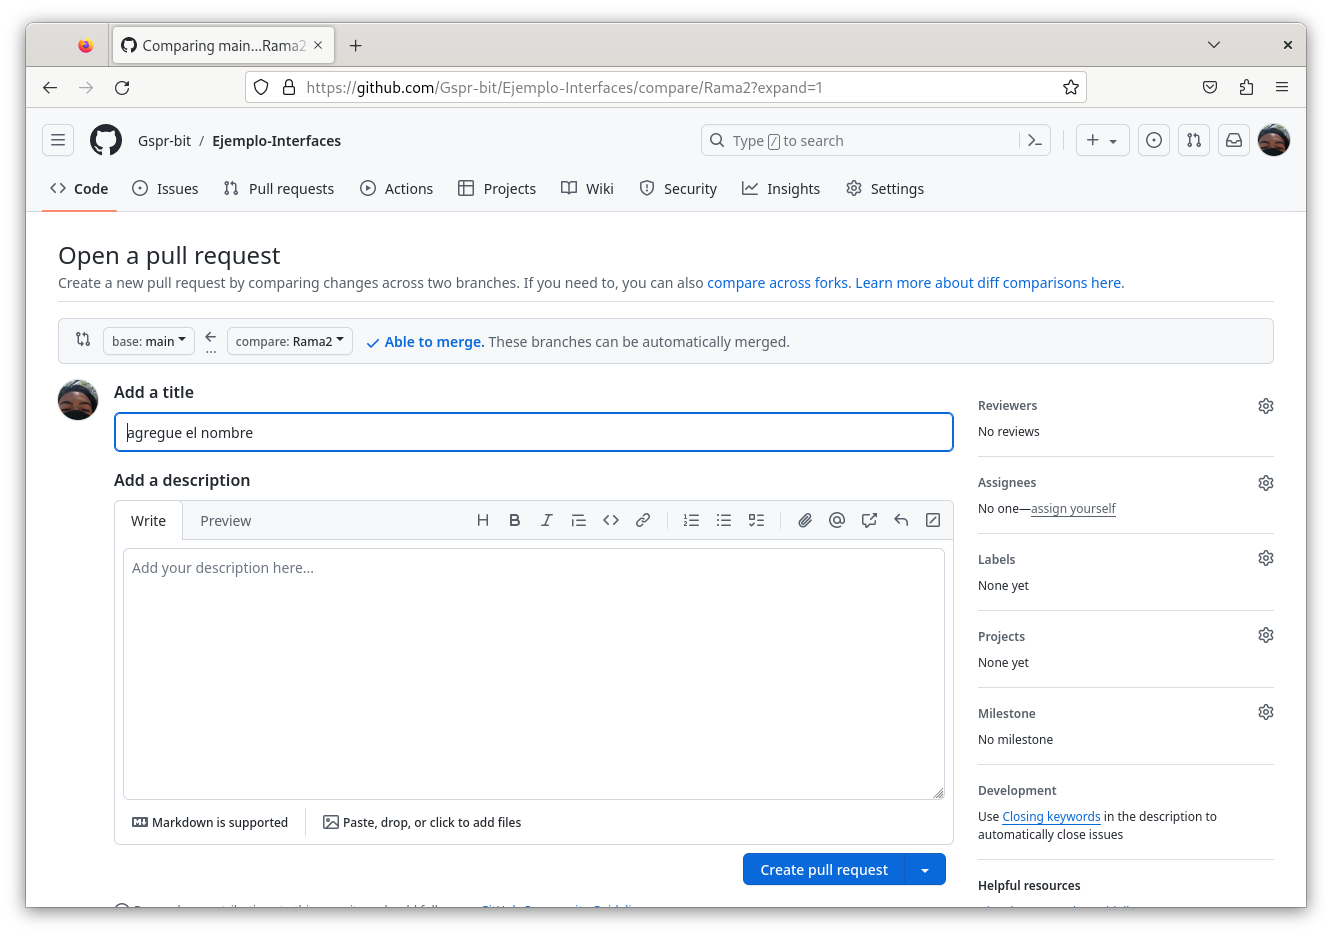 Comparing main...Rama2
https://github.com/Gspr-bit/Ejemplo-Interfaces/compare/Rama2?expand=1
Gspr-bit / Ejemplo-Interfaces
Type / to search
Code Issues Pull requests Actions Projects Wiki Security Insights Settings
Open a pull request
Create a new pull request by comparing changes across two branches. If you need to, you can also compare across forks. Learn more about diff comparisons here.
base: main ... compare: Rama2 Able to merge. These branches can be automatically merged.
Add a title
agregue el nombre
Add a description
Write Preview
Add your description here...
Markdown is supported
Paste, drop, or click to add files
Create pull request
Reviewers
No reviews
Assignees
No one—assign yourself
Labels
None yet
Projects
None yet
Milestone
No milestone
Development
Use Closing keywords in the description to
automatically close issues
Helpful resources